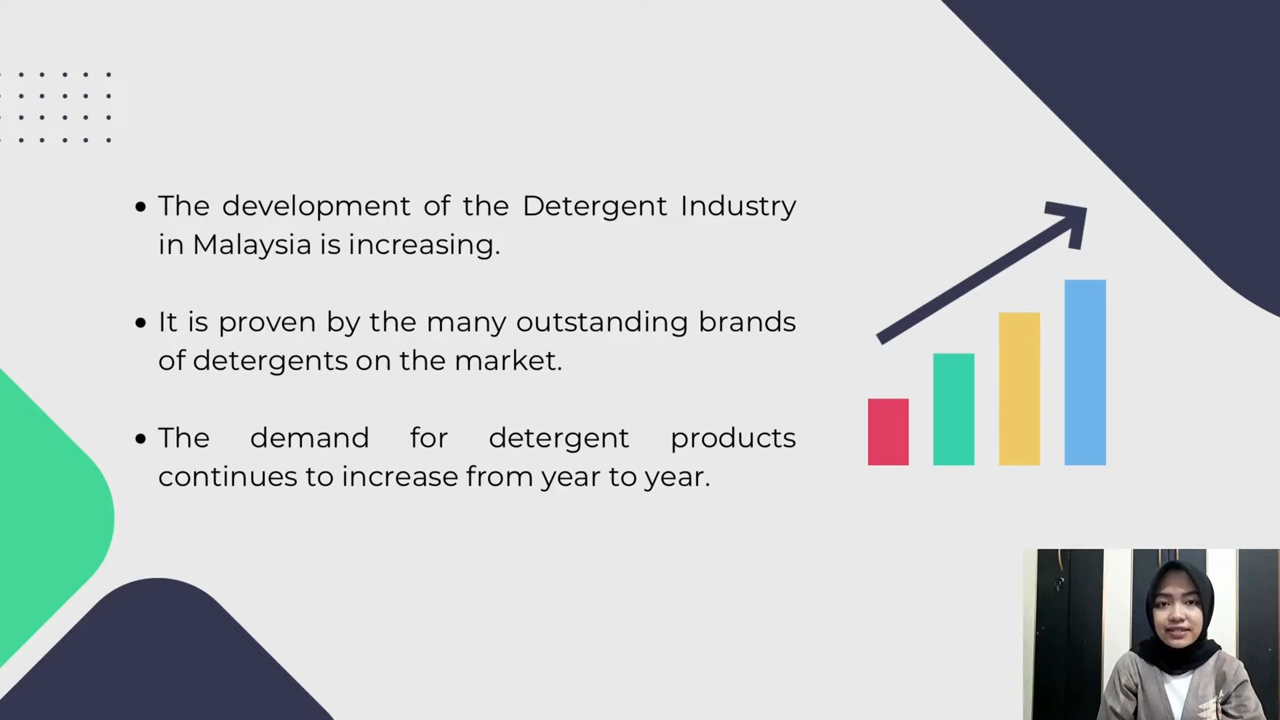 The development of the Detergent Industry
in Malaysia is increasing.
It is proven by the many outstanding brands
of detergents on the market.
The demand for detergent products
continues to increase from year to year.